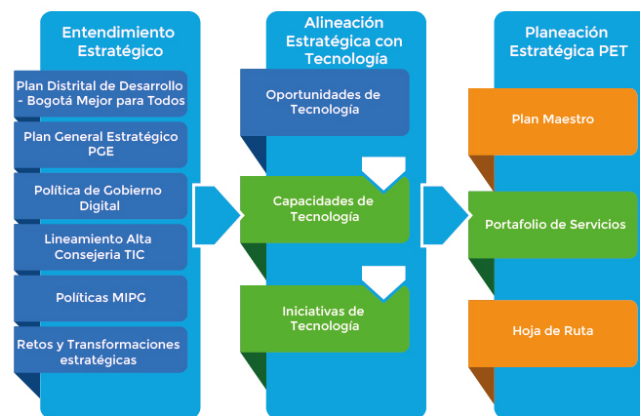 Entendimiento
Estratégico
Plan Distrital de Desarrollo
- Bogotá Mejor para Todos
Plan General Estratégico
PGE
Política de Gobierno
Digital
Lineamiento Alta
Consejeria TIC
Políticas MIPG
Retos y Transformaciones
estratégicas
Alineación
Estratégica con
Tecnología
Oportunidades de
Tecnología
Capacidades de
Tecnología
Iniciativas de
Tecnología
Planeación
Estratégica PET
Plan Maestro
Portafolio de Servicios
Hoja de Ruta